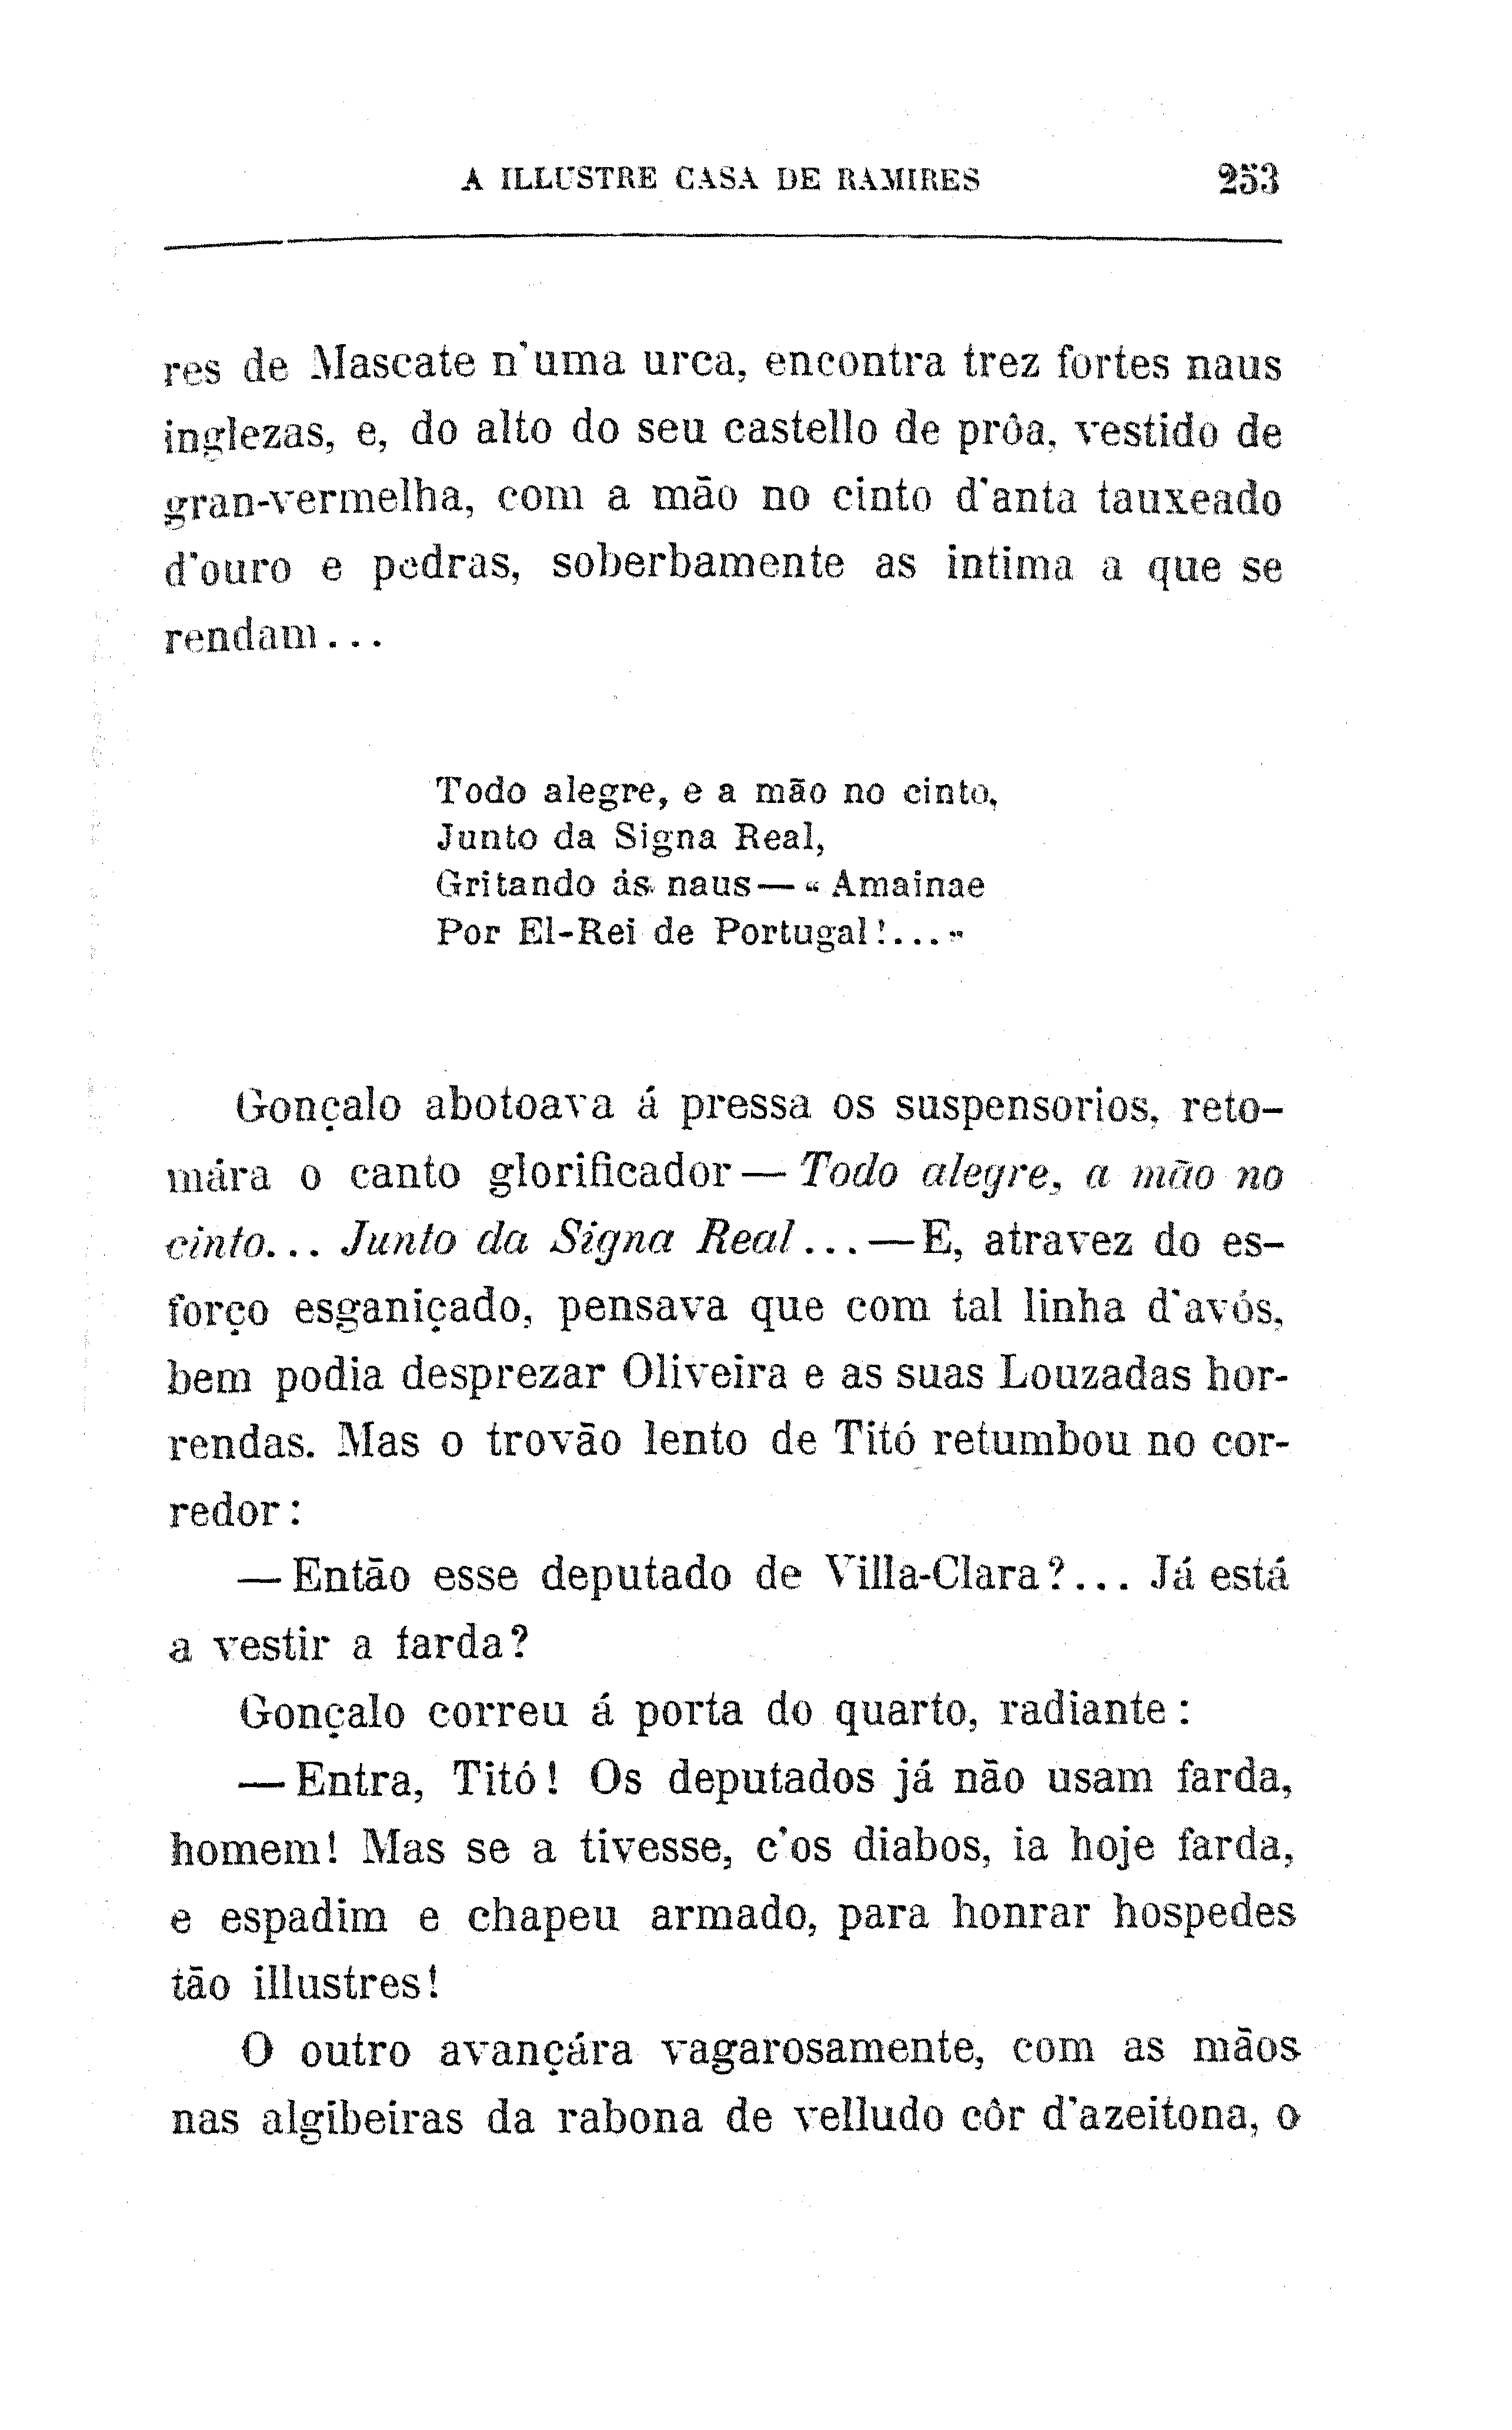 A ILLUSTRE CASA DE RAMIRES 253
res de Mascate n'uma urca, encontra trez fortes naus
inglezas, e, do alto do seu castello de prôa, vestido de
gran-vermelha, com a mão no cinto d'anta tauxeado
d'ouro e pedras, soberbamente as intima a que se
rendam...
Todo alegre, e a mão no cinto,
Junto da Signa Real,
Gritando ás naus—“Amainae
Por El-Rei de Portugal!...”
Gonçalo abotoava á pressa os suspensorios, reto-
mára o canto glorificador—Todo alegre, a mão no
cinto... Junto da Signa Real...—E, atravez do es-
forço esganiçado, pensava que com tal linha d'avós,
bem podia desprezar Oliveira e as suas Louzadas hor-
rendas. Mas o trovão lento de Titó retumbou no cor-
redor:
—Então esse deputado de Villa-Clara?... Já está
a vestir a farda?
Gonçalo correu á porta do quarto, radiante:
—Entra, Titó! Os deputados já não usam farda,
homem! Mas se a tivesse, c'os diabos, ia hoje farda,
e espadim e chapeu armado, para honrar hospedes
tão illustres!
O outro avançára vagarosamente, com as mãos
nas algibeiras da rabona de velludo côr d'azeitona, o